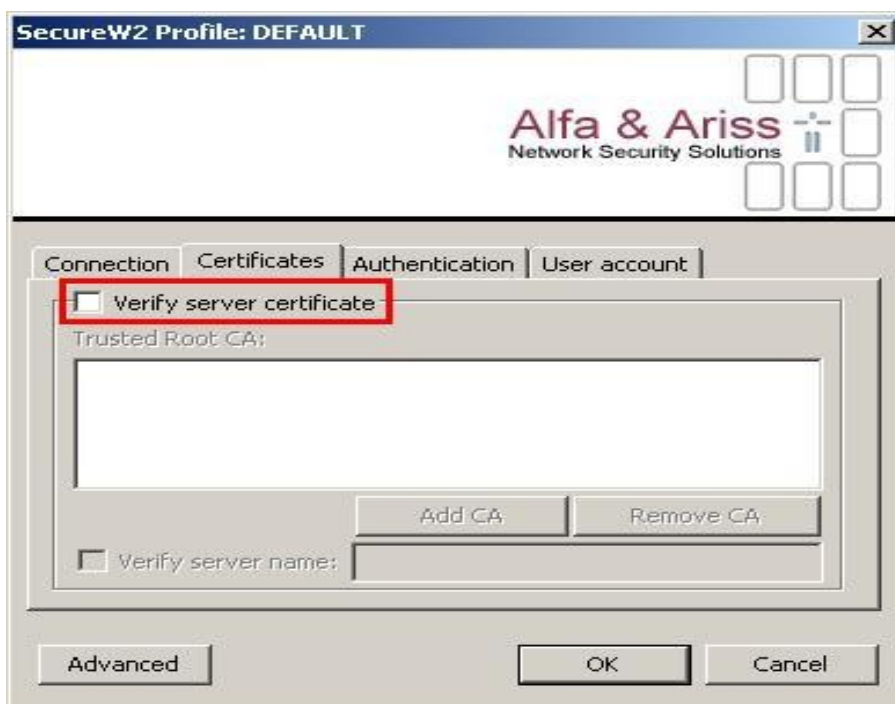 SecureW2 Profile: DEFAULT
Alfa & Ariss
Network Security Solutions
Connection Certificates Authentication User account
Verify server certificate
Trusted Root CA:
Add CA Remove CA
Verify server name:
Advanced OK Cancel